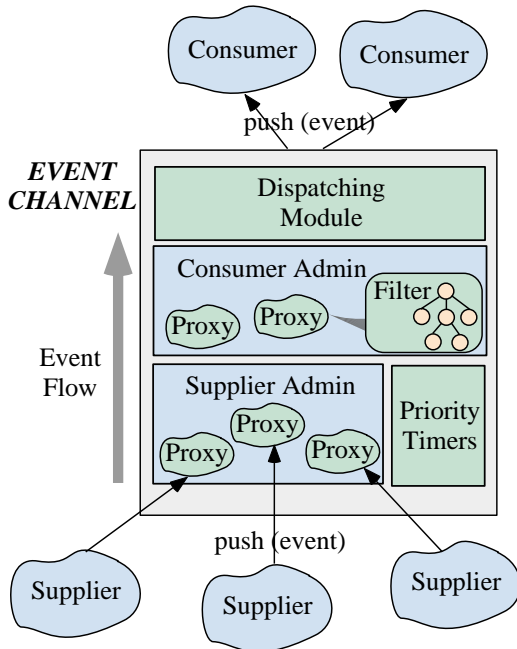 Consumer
Consumer
push (event)
EVENT
CHANNEL
Dispatching
Module
Consumer Admin
Filter
Proxy
Proxy
Event
Flow
Supplier Admin
Proxy
Proxy
Proxy
Priority
Timers
push (event)
Supplier
Supplier
Supplier